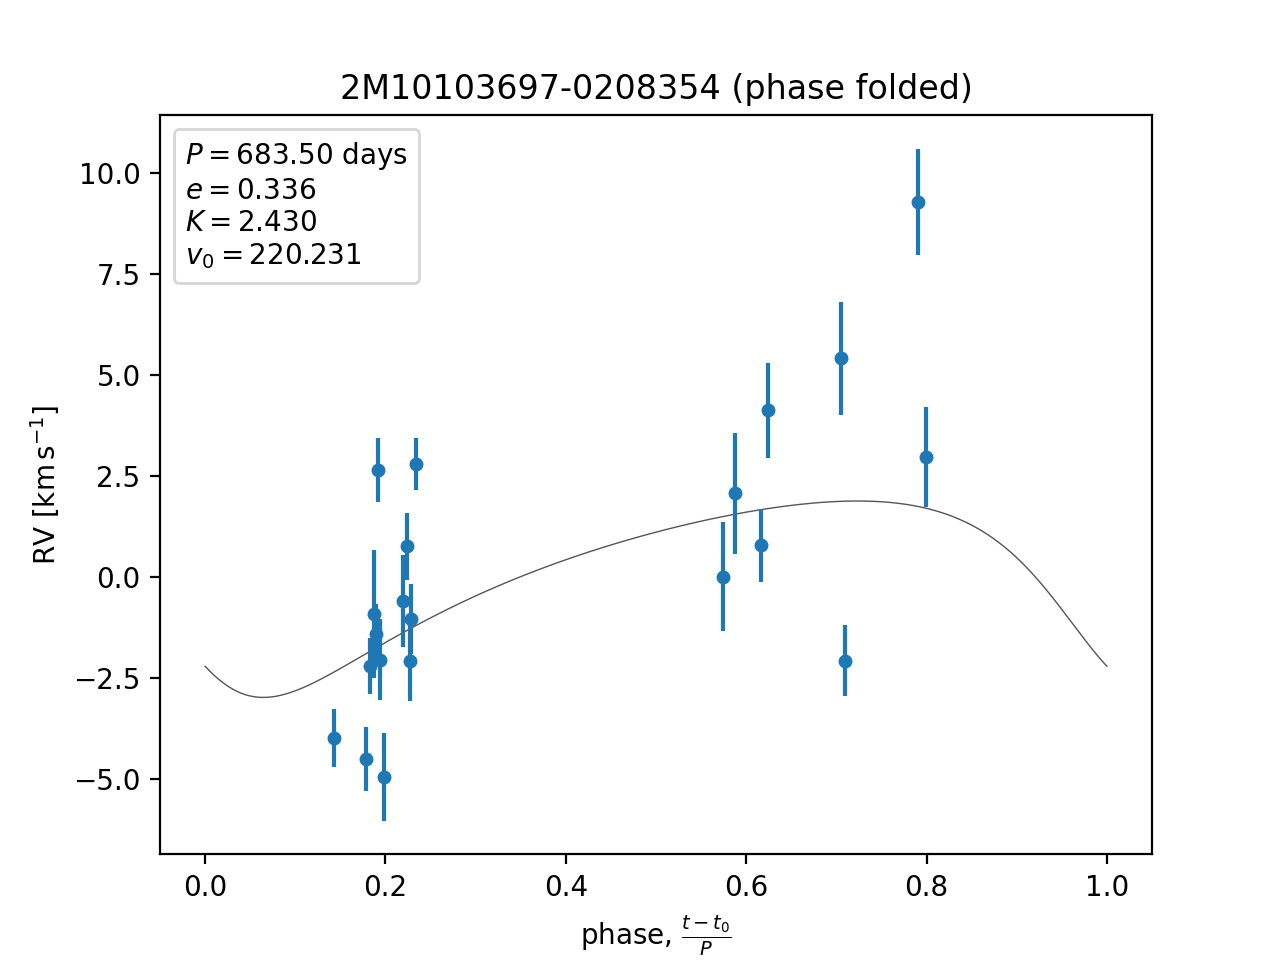 2M10103697-0208354 (phase folded)
P = 683.50 days
e = 0.336
K = 2.430
v₀ = 220.231
10.0
7.5
5.0
2.5
0.0
−2.5
−5.0
RV [km s⁻¹]
0.0 0.2 0.4 0.6 0.8 1.0
phase, (t − t₀)/P